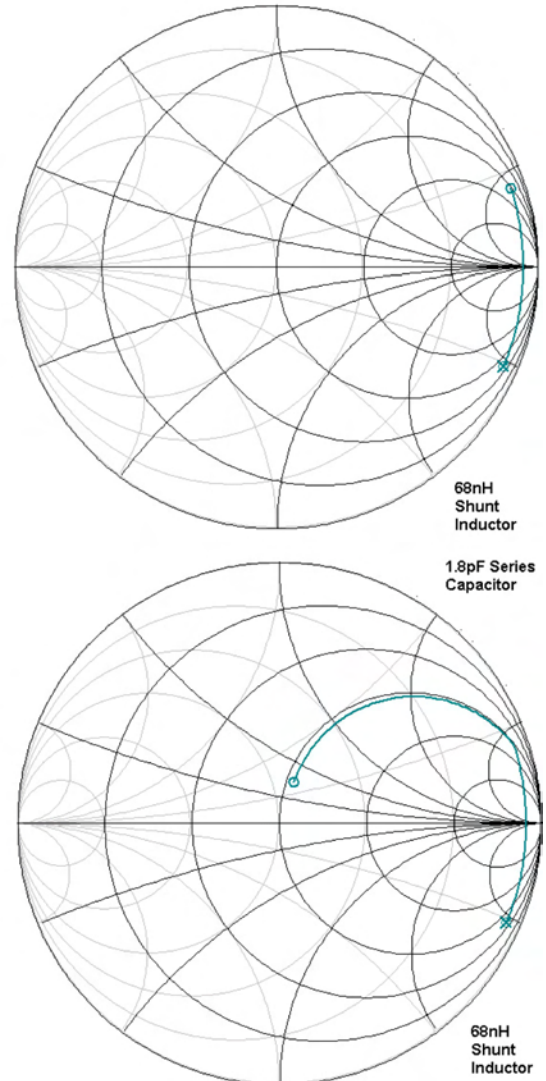 68nH
Shunt
Inductor
1.8pF Series
Capacitor
68nH
Shunt
Inductor